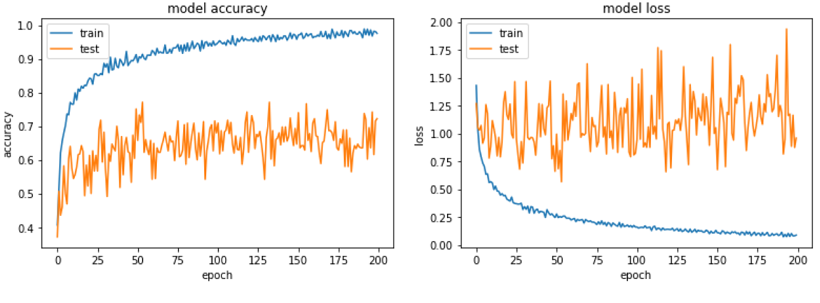 model accuracy
1.0
0.9
0.8
0.7
0.6
0.5
0.4
accuracy
train
test
0 25 50 75 100 125 150 175 200
epoch
model loss
2.00
1.75
1.50
1.25
1.00
0.75
0.50
0.25
0.00
loss
train
test
0 25 50 75 100 125 150 175 200
epoch